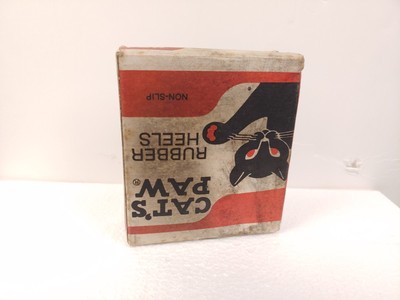 CAT'S
PAW®
RUBBER
HEELS
NON-SLIP